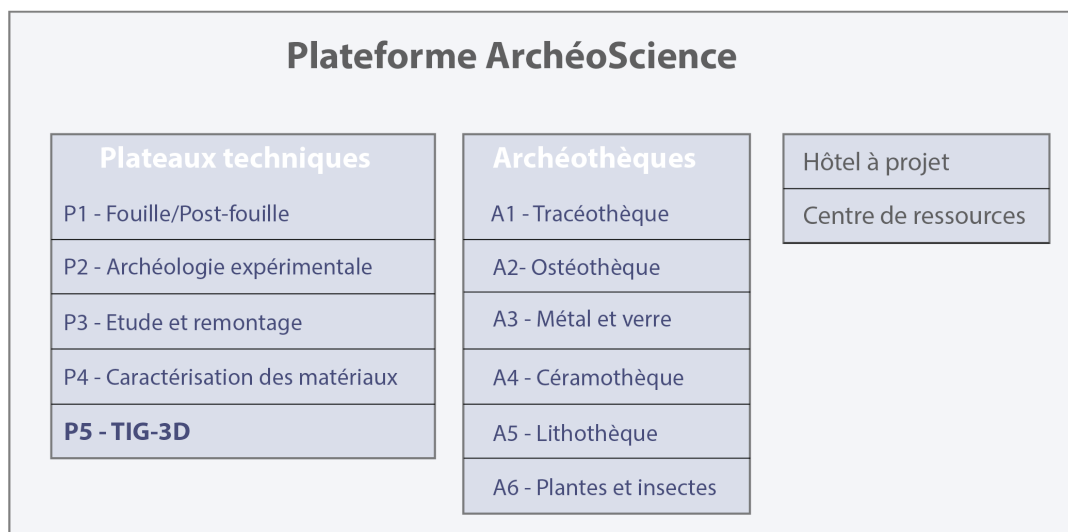 Plateforme ArchéoScience
Plateaux techniques
P1 - Fouille/Post-fouille
P2 - Archéologie expérimentale
P3 - Etude et remontage
P4 - Caractérisation des matériaux
P5 - TIG-3D
Archéothèques
A1 - Tracéothèque
A2- Ostéothèque
A3 - Métal et verre
A4 - Céramothèque
A5 - Lithothèque
A6 - Plantes et insectes
Hôtel à projet
Centre de ressources